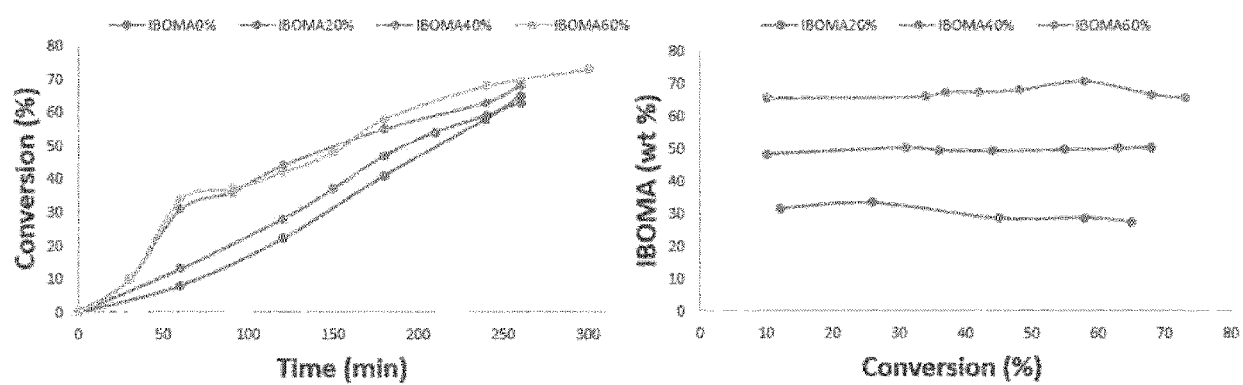 IBOMA0% IBOMA20% IBOMA40% IBOMA60%
80
70
60
50
40
30
20
10
0
0 50 100 150 200 250 300
Conversion (%)
Time (min)
IBOMA20% IBOMA40% IBOMA60%
80
70
60
50
40
30
20
10
0
0 10 20 30 40 50 60 70 80
IBOMA (wt %)
Conversion (%)